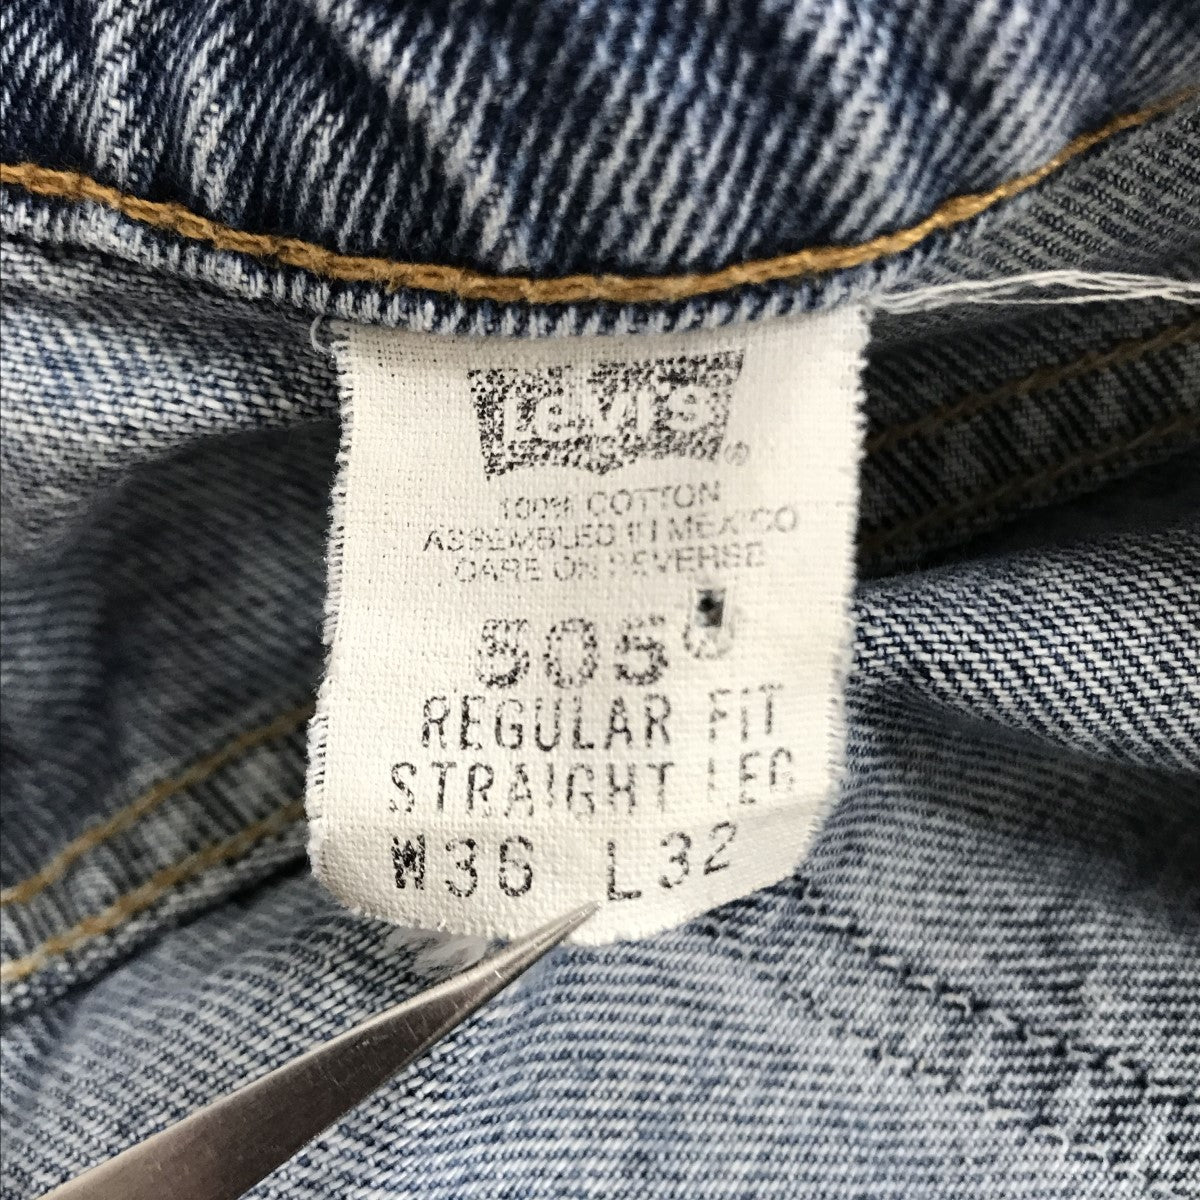 Levi's®
100% COTTON
ASSEMBLED IN MEXICO
CARE ON REVERSE
505
REGULAR FIT
STRAIGHT LEG
W36 L32